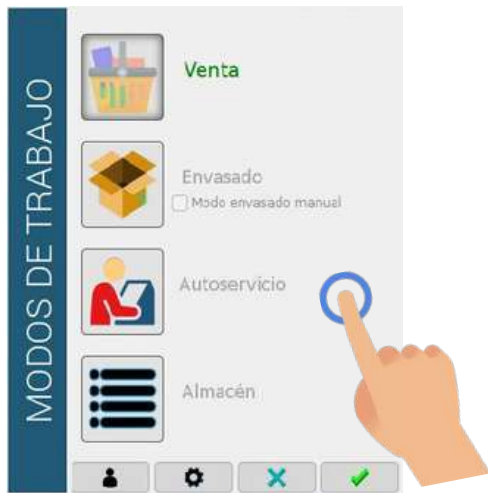 MODOS DE TRABAJO
Venta
Envasado
Modo envasado manual
Autoservicio
Almacén